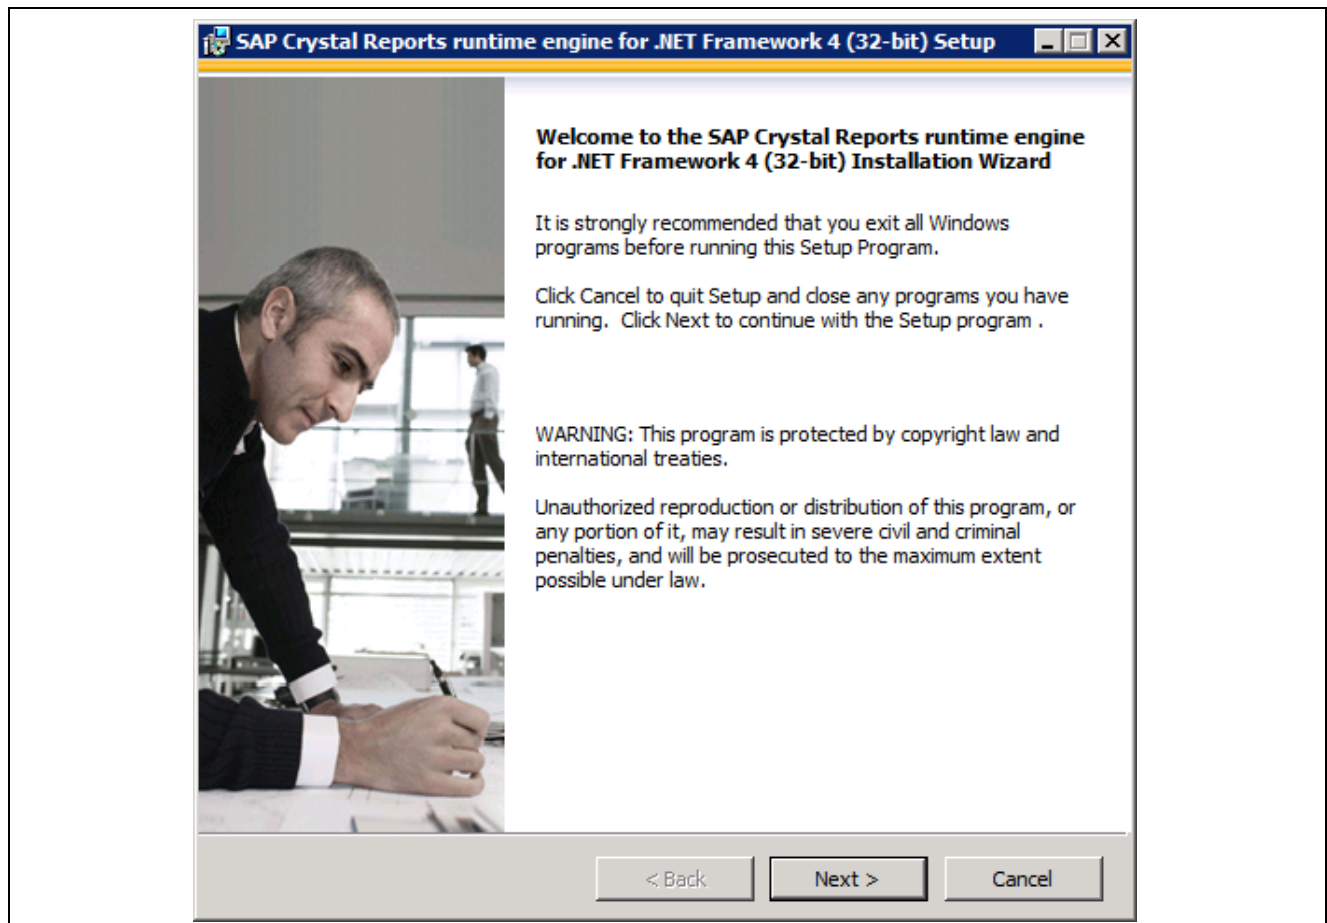 SAP Crystal Reports runtime engine for .NET Framework 4 (32-bit) Setup
Welcome to the SAP Crystal Reports runtime engine
for .NET Framework 4 (32-bit) Installation Wizard
It is strongly recommended that you exit all Windows
programs before running this Setup Program.
Click Cancel to quit Setup and close any programs you have
running.  Click Next to continue with the Setup program .
WARNING: This program is protected by copyright law and
international treaties.
Unauthorized reproduction or distribution of this program, or
any portion of it, may result in severe civil and criminal
penalties, and will be prosecuted to the maximum extent
possible under law.
< Back
Next >
Cancel